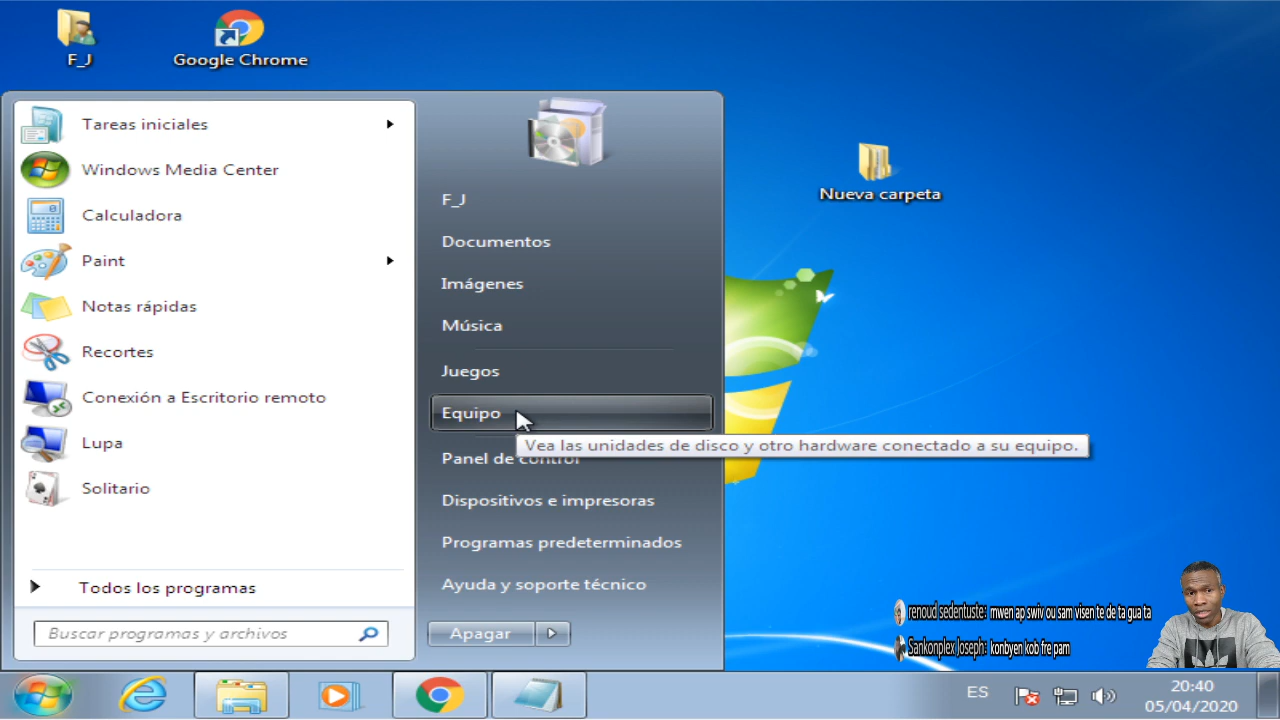 F_J
Google Chrome
Tareas iniciales
Windows Media Center
Calculadora
Paint
Notas rápidas
Recortes
Conexión a Escritorio remoto
Lupa
Solitario
Todos los programas
Buscar programas y archivos
F_J
Documentos
Imágenes
Música
Juegos
Equipo
Vea las unidades de disco y otro hardware conectado a su equipo.
Panel de control
Dispositivos e impresoras
Programas predeterminados
Ayuda y soporte técnico
Apagar
Nueva carpeta
renoud sedentuste: mwen ap swiv ou sam visen te de ta gua ta
Sankonplex Joseph: konbyen kob fre pam
ES
20:40
05/04/2020